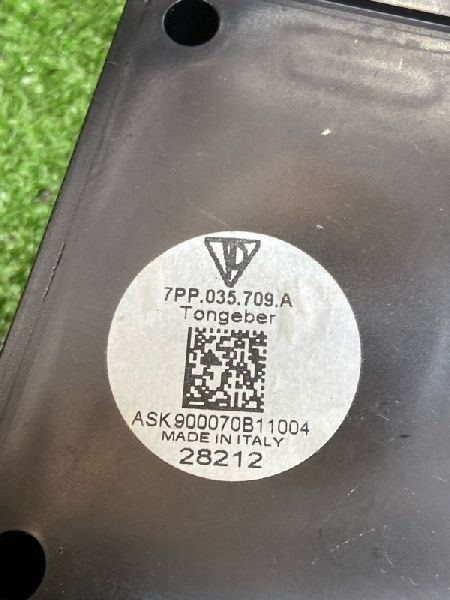 7PP.035.709.A
Tongeber
ASK900070B11004
MADE IN ITALY
28212